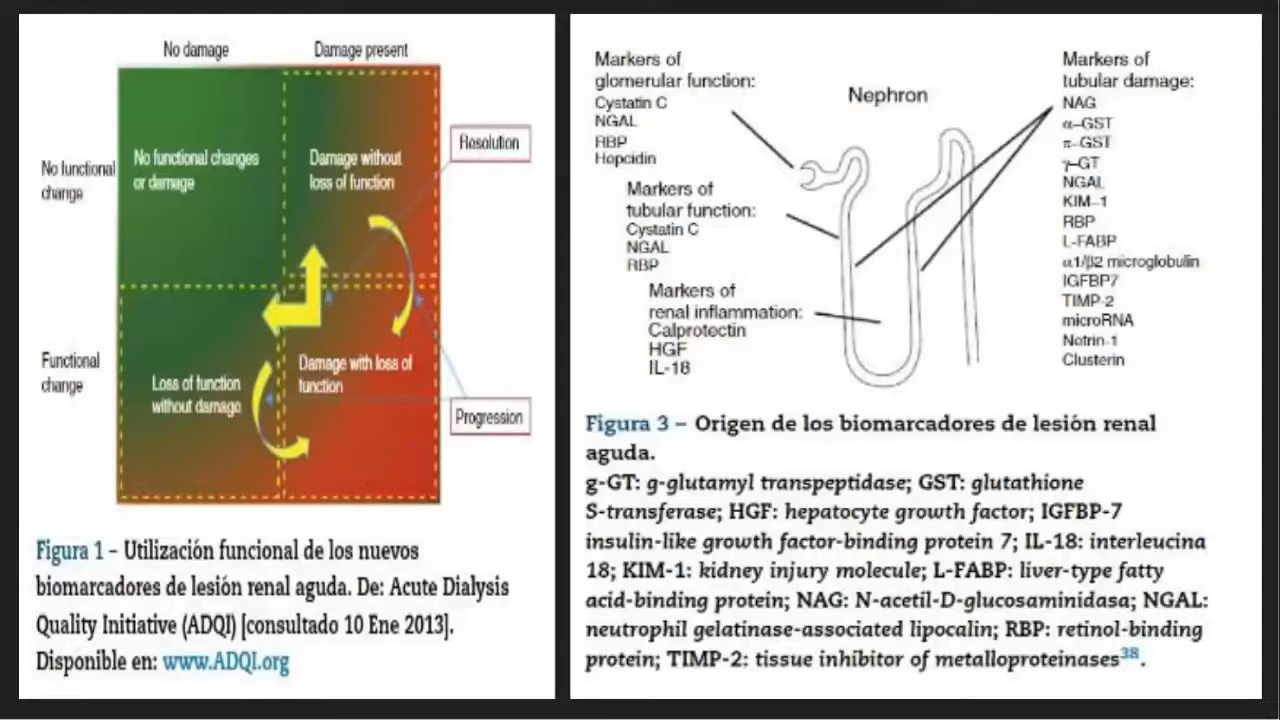 No damage
Damage present
No functional
change
No functional changes
or damage
Damage without
loss of function
Resolution
Functional
change
Loss of function
without damage
Damage with loss of
function
Progression
Figura 1 – Utilización funcional de los nuevos
biomarcadores de lesión renal aguda. De: Acute Dialysis
Quality Initiative (ADQI) [consultado 10 Ene 2013].
Disponible en: www.ADQI.org
Markers of
glomerular function:
Cystatin C
NGAL
RBP
Hepcidin
Markers of
tubular function:
Cystatin C
NGAL
RBP
Markers of
renal inflammation:
Calprotectin
HGF
IL-18
Nephron
Markers of
tubular damage:
NAG
α–GST
π–GST
γ–GT
NGAL
KIM–1
RBP
L-FABP
α1/β2 microglobulin
IGFBP7
TIMP-2
microRNA
Netrin-1
Clusterin
Figura 3 – Origen de los biomarcadores de lesión renal
aguda.
g-GT: g-glutamyl transpeptidase; GST: glutathione
S-transferase; HGF: hepatocyte growth factor; IGFBP-7
insulin-like growth factor-binding protein 7; IL-18: interleucina
18; KIM-1: kidney injury molecule; L-FABP: liver-type fatty
acid-binding protein; NAG: N-acetil-D-glucosaminidasa; NGAL:
neutrophil gelatinase-associated lipocalin; RBP: retinol-binding
protein; TIMP-2: tissue inhibitor of metalloproteinases38.